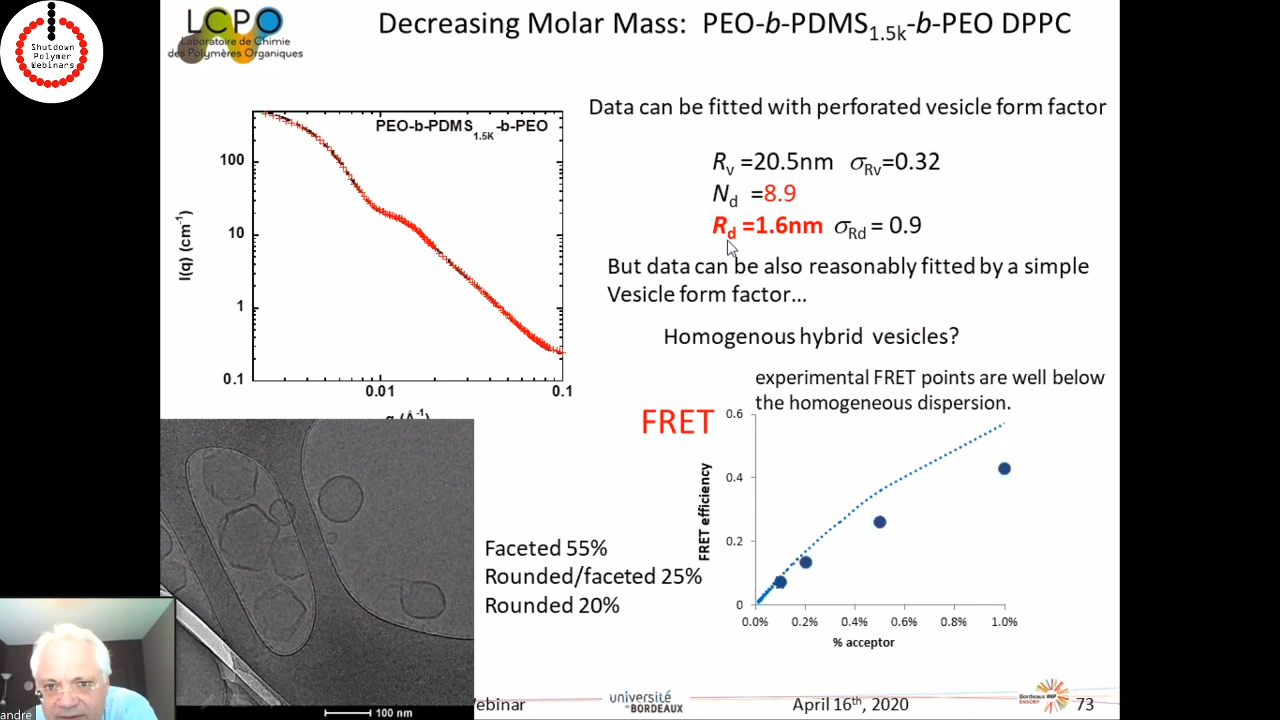 Shutdown
Polymer
Webinars
LCPO
Laboratoire de Chimie
des Polymères Organiques
Decreasing Molar Mass: PEO-b-PDMS1.5k-b-PEO DPPC
Data can be fitted with perforated vesicle form factor
PEO-b-PDMS1.5K-b-PEO
I(q) (cm-1)
100
10
1
0.1
0.01
0.1
q (Å-1)
Rv =20.5nm σRv=0.32
Nd =8.9
Rd =1.6nm σRd = 0.9
But data can be also reasonably fitted by a simple
Vesicle form factor...
Homogenous hybrid vesicles?
experimental FRET points are well below
the homogeneous dispersion.
FRET
FRET efficiency
0.6
0.4
0.2
0
0.0%
0.2%
0.4%
0.6%
0.8%
1.0%
% acceptor
Faceted 55%
Rounded/faceted 25%
Rounded 20%
100 nm
andre
Webinar
université
de BORDEAUX
April 16th, 2020
Bordeaux INP
ENSCBP
73